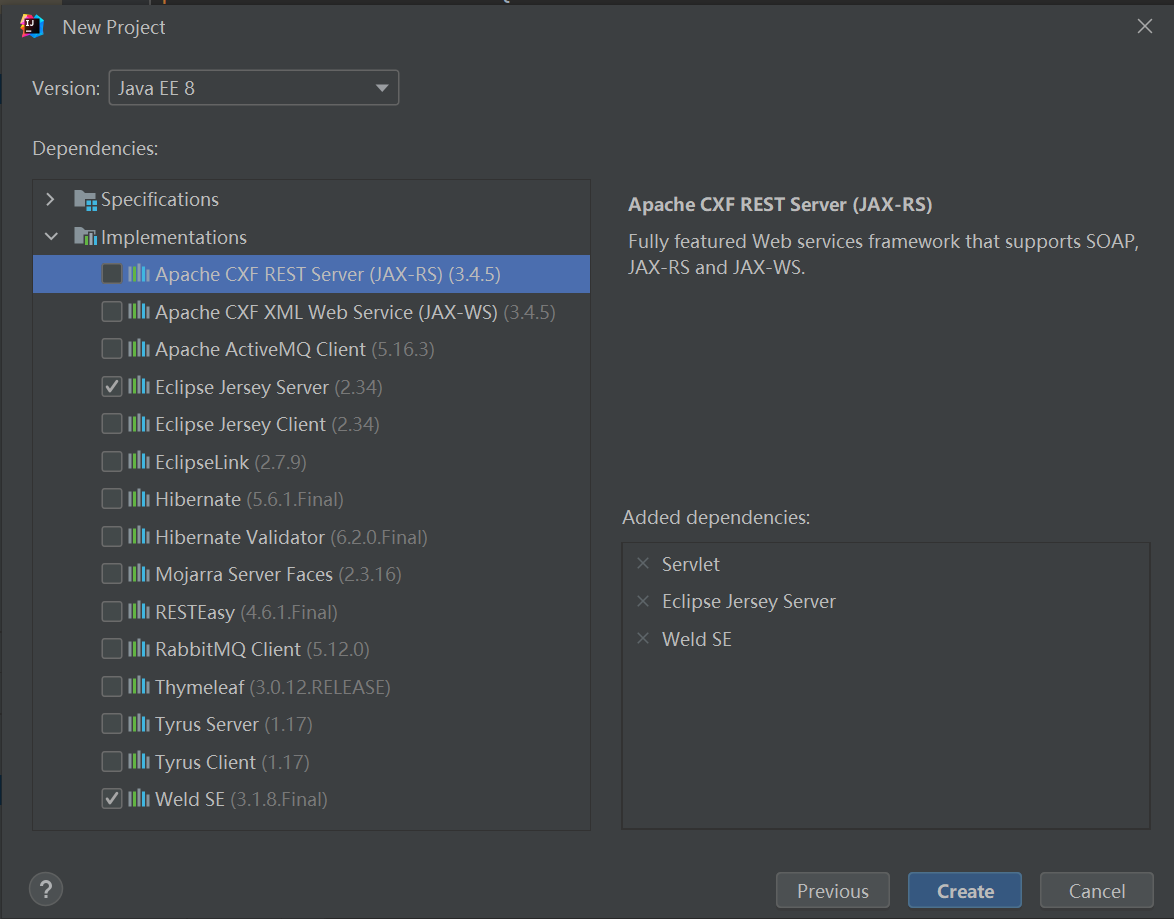 New Project
Version: Java EE 8
Dependencies:
Specifications
Implementations
Apache CXF REST Server (JAX-RS) (3.4.5)
Apache CXF XML Web Service (JAX-WS) (3.4.5)
Apache ActiveMQ Client (5.16.3)
Eclipse Jersey Server (2.34)
Eclipse Jersey Client (2.34)
EclipseLink (2.7.9)
Hibernate (5.6.1.Final)
Hibernate Validator (6.2.0.Final)
Mojarra Server Faces (2.3.16)
RESTEasy (4.6.1.Final)
RabbitMQ Client (5.12.0)
Thymeleaf (3.0.12.RELEASE)
Tyrus Server (1.17)
Tyrus Client (1.17)
Weld SE (3.1.8.Final)
Apache CXF REST Server (JAX-RS)
Fully featured Web services framework that supports SOAP,
JAX-RS and JAX-WS.
Added dependencies:
Servlet
Eclipse Jersey Server
Weld SE
?
Previous
Create
Cancel